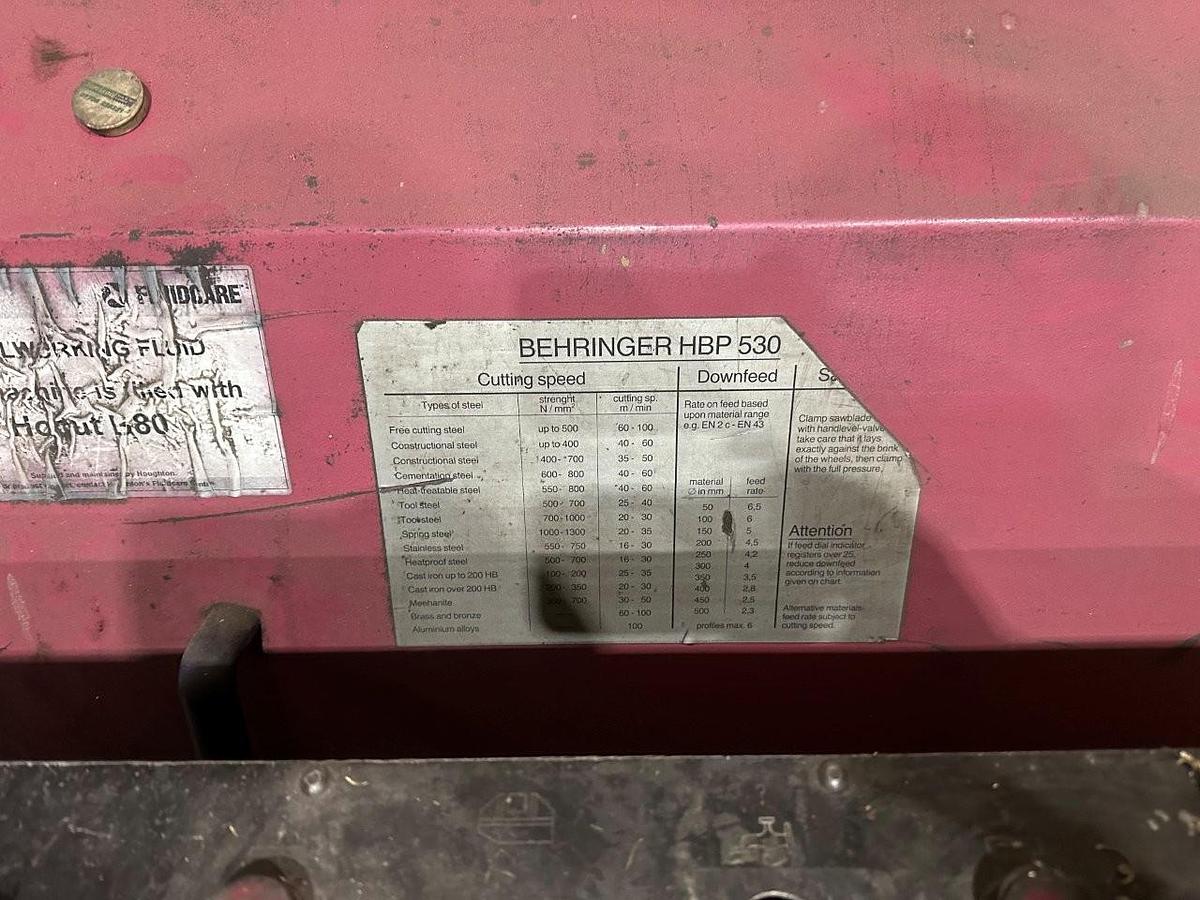 FLUIDCARE
LWORKING FLUID
with
Supplied and maintained by Houghton.
BEHRINGER HBP 530
Cutting speed Downfeed
Types of steel strenght N / mm² cutting sp. m / min
Free cutting steel up to 500 60 - 100
Constructional steel up to 400 40 - 60
Constructional steel 400 - 700 35 - 50
Cementation steel 600 - 800 40 - 60
Heat-treatable steel 550 - 800 40 - 60
Tool steel 500 - 700 25 - 40
Tool steel 700 - 1000 20 - 30
Spring steel 1000 - 1300 20 - 35
Stainless steel 550 - 750 16 - 30
Heatproof steel 500 - 700 16 - 30
Cast iron up to 200 HB 100 - 200 25 - 35
Cast iron over 200 HB 350 20 - 30
Meehanite 700 30 - 50
Brass and bronze 60 - 100
Aluminium alloys 100
Rate on feed based
upon material range
e.g. EN 2 c - EN 43
material Ø in mm feed rate
50 6,5
100 6
150 5
200 4,5
250 4,2
300 4
350 3,5
400 2,8
450 2,5
500 2,3
profiles max. 6
Clamp sawblade
with handlevel-valve
take care that it lays
exactly against the brink
of the wheels, then clamp
with the full pressure,
Attention
If feed dial indicator
registers over 25,
reduce downfeed
according to information
given on chart.
Alternative materials
feed rate subject to
cutting speed.